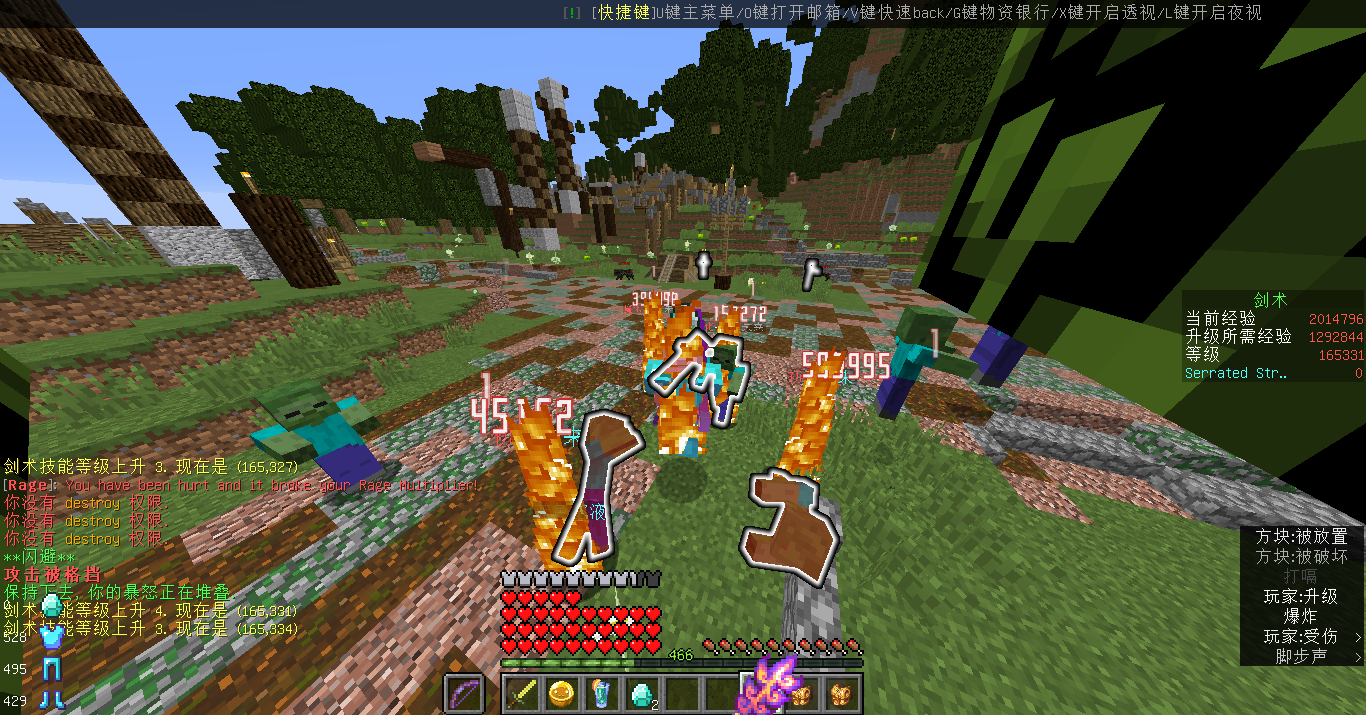 [!] [快捷键]U键主菜单/O键打开邮箱/V键快速back/G键物资银行/X键开启透视/L键开启夜视
剑术
当前经验 2014796
升级所需经验 1292844
等级 165331
Serrated Str.. 0
1
1
液
剑术技能等级上升 3. 现在是 (165,327)
[Rage]: You have been hurt and it broke your Rage Multiplier!
你没有 destroy 权限.
你没有 destroy 权限.
你没有 destroy 权限.
**闪避**
攻击被格挡
保持下去, 你的暴怒正在堆叠.
剑术技能等级上升 4. 现在是 (165,331)
剑术技能等级上升 3. 现在是 (165,334)
528
495
429
方块:被放置
方块:被破坏
打嗝
玩家:升级
爆炸
玩家:受伤 >
脚步声 >
466
2